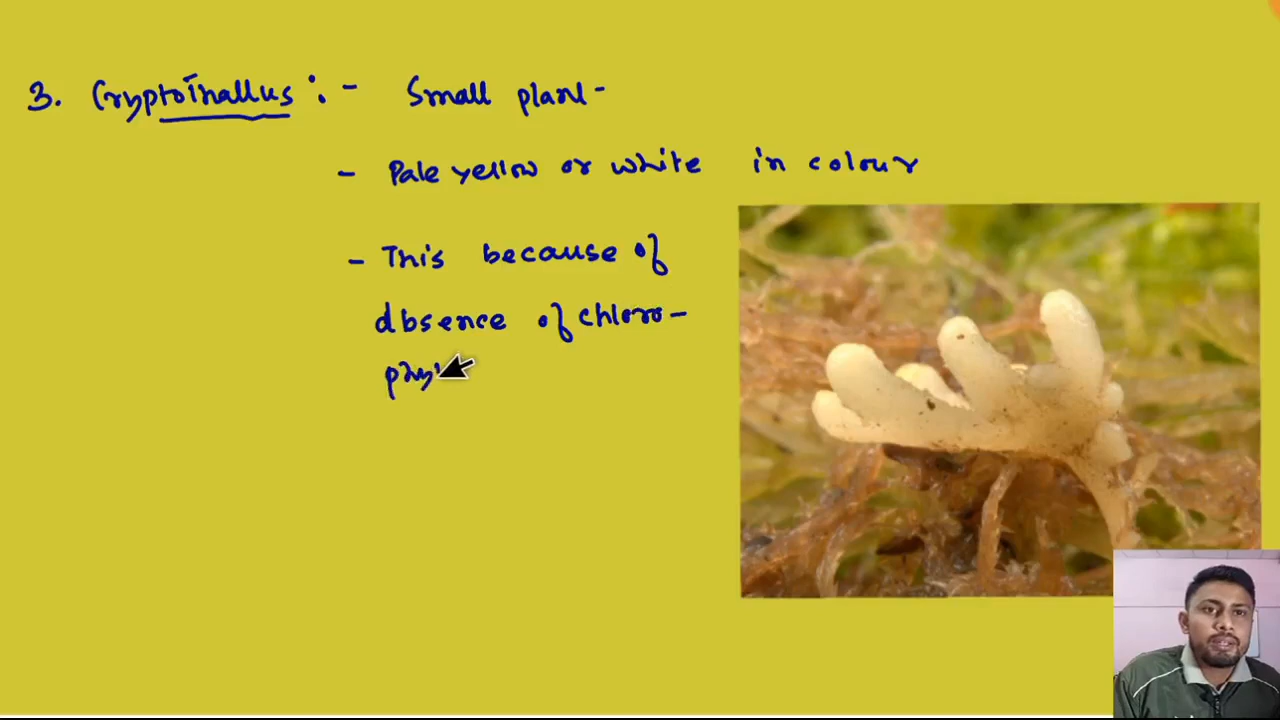 3. Cryptothallus :- Small plant-
- Pale yellow or white in colour
- This because of
absence of chloro-
phy